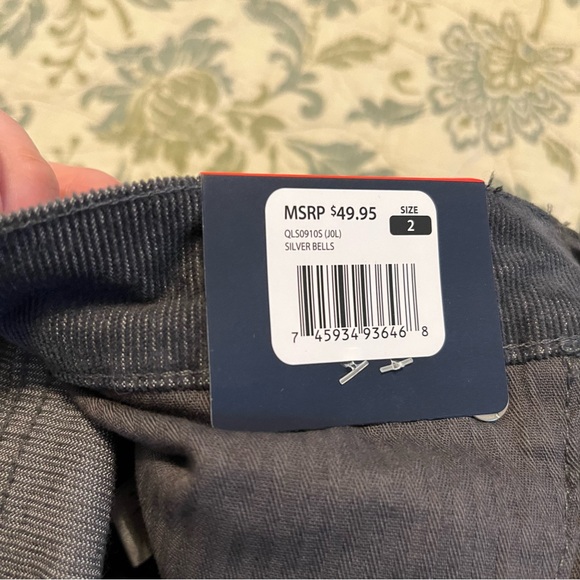 MSRP $49.95
SIZE
2
QLS0910S (J0L)
SILVER BELLS
7 45934 93646 8